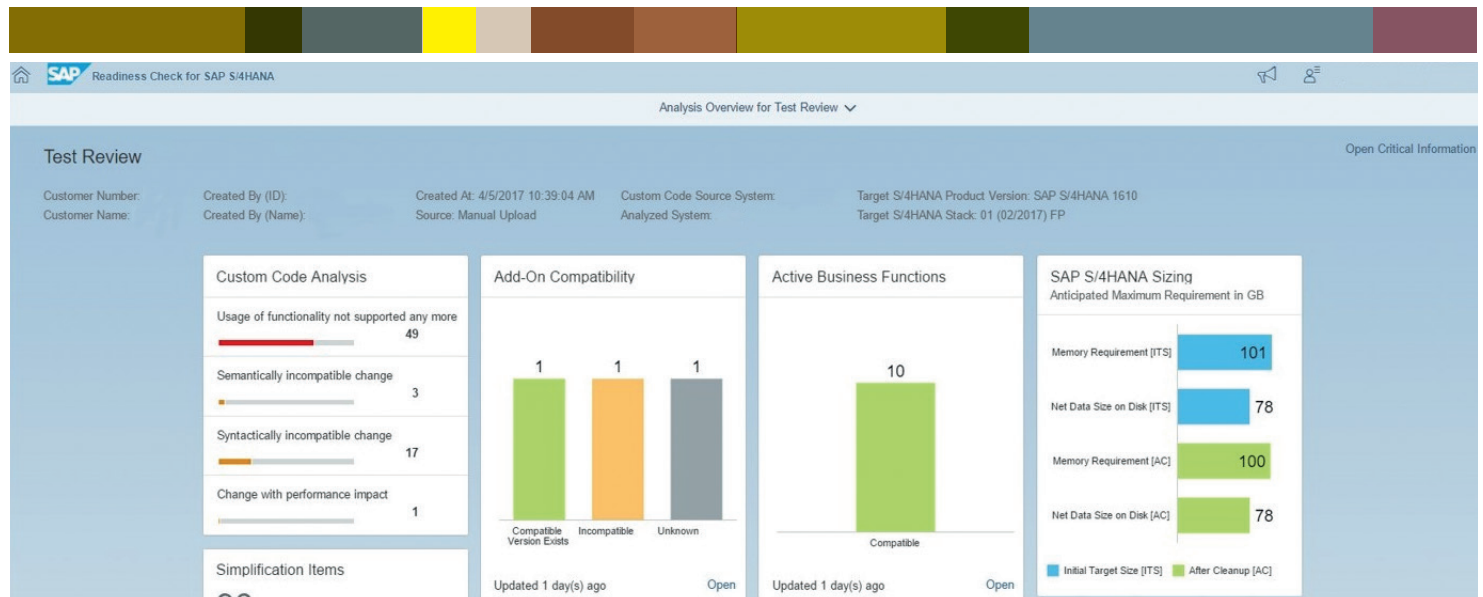 SAP Readiness Check for SAP S/4HANA
Analysis Overview for Test Review
Test Review
Open Critical Information
Customer Number:
Customer Name:
Created By (ID):
Created By (Name):
Created At: 4/5/2017 10:39:04 AM
Source: Manual Upload
Custom Code Source System:
Analyzed System:
Target S/4HANA Product Version: SAP S/4HANA 1610
Target S/4HANA Stack: 01 (02/2017) FP
Custom Code Analysis
Usage of functionality not supported any more
49
Semantically incompatible change
3
Syntactically incompatible change
17
Change with performance impact
1
Simplification Items
Add-On Compatibility
1 1 1
Compatible
Version Exists
Incompatible
Unknown
Updated 1 day(s) ago Open
Active Business Functions
10
Compatible
Updated 1 day(s) ago Open
SAP S/4HANA Sizing
Anticipated Maximum Requirement in GB
Memory Requirement [ITS] 101
Net Data Size on Disk [ITS] 78
Memory Requirement [AC] 100
Net Data Size on Disk [AC] 78
Initial Target Size [ITS] After Cleanup [AC]